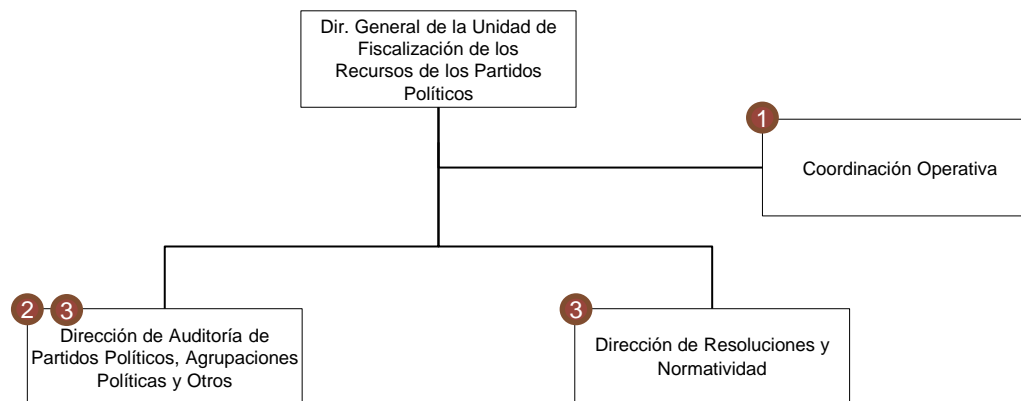 Dir. General de la Unidad de
Fiscalización de los
Recursos de los Partidos
Políticos
1
Coordinación Operativa
2 3
Dirección de Auditoría de
Partidos Políticos, Agrupaciones
Políticas y Otros
3
Dirección de Resoluciones y
Normatividad